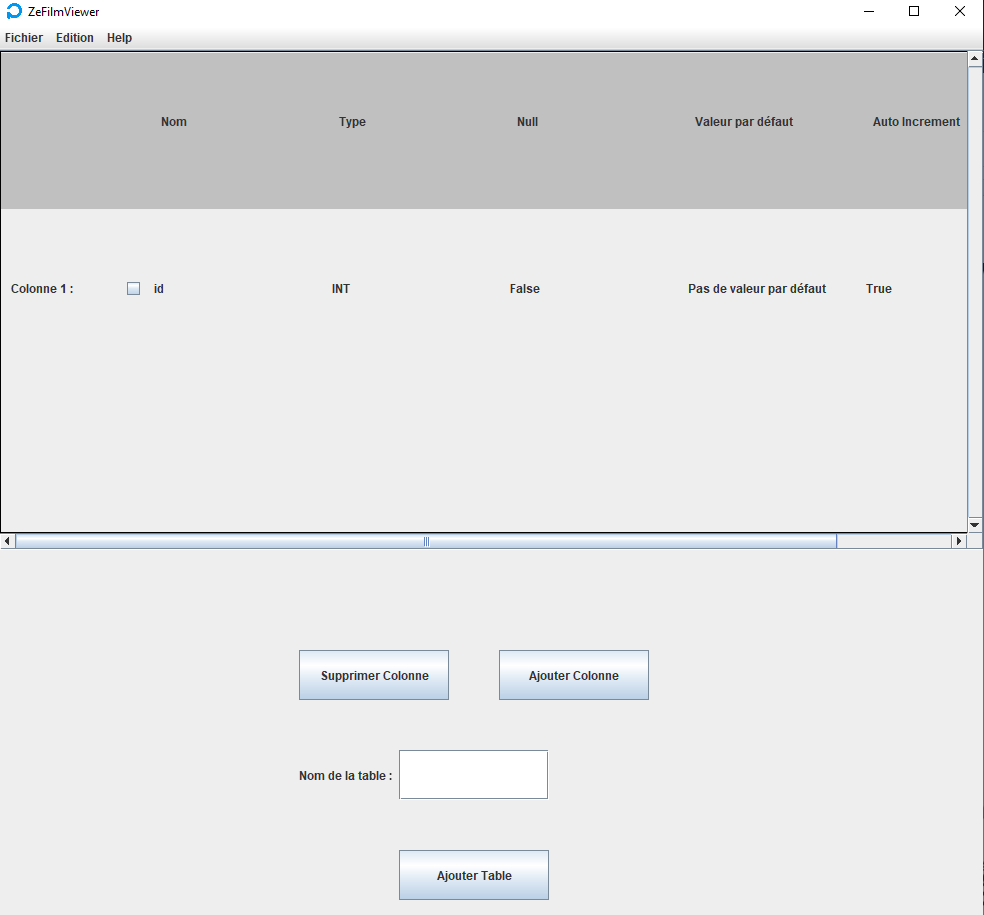 ZeFilmViewer
Fichier Edition Help
Nom Type Null Valeur par défaut Auto Increment
Colonne 1 : id INT False Pas de valeur par défaut True
Supprimer Colonne Ajouter Colonne
Nom de la table :
Ajouter Table